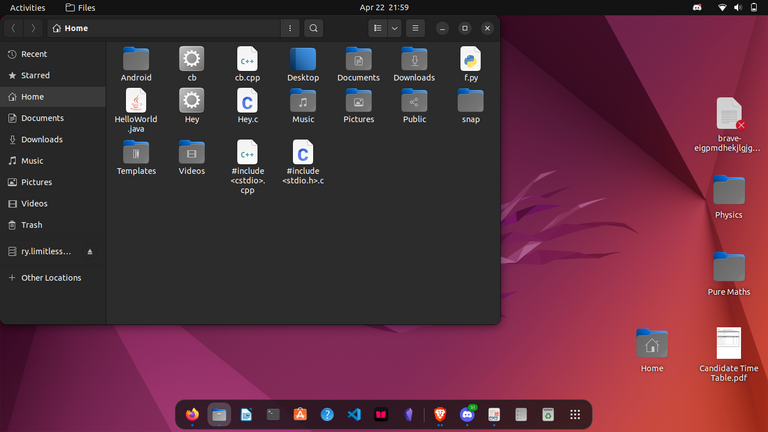 Activities
Files
Apr 22 21:59
Home
Recent
Starred
Home
Documents
Downloads
Music
Pictures
Videos
Trash
ry.limitless...
Other Locations
Android
cb
cb.cpp
Desktop
Documents
Downloads
f.py
HelloWorld
.java
Hey
Hey.c
Music
Pictures
Public
snap
Templates
Videos
#include
<cstdio>.
cpp
#include
<stdio.h>.c
brave-
eigpmdhekjlgjg...
Physics
Pure Maths
Home
Candidate Time
Table.pdf